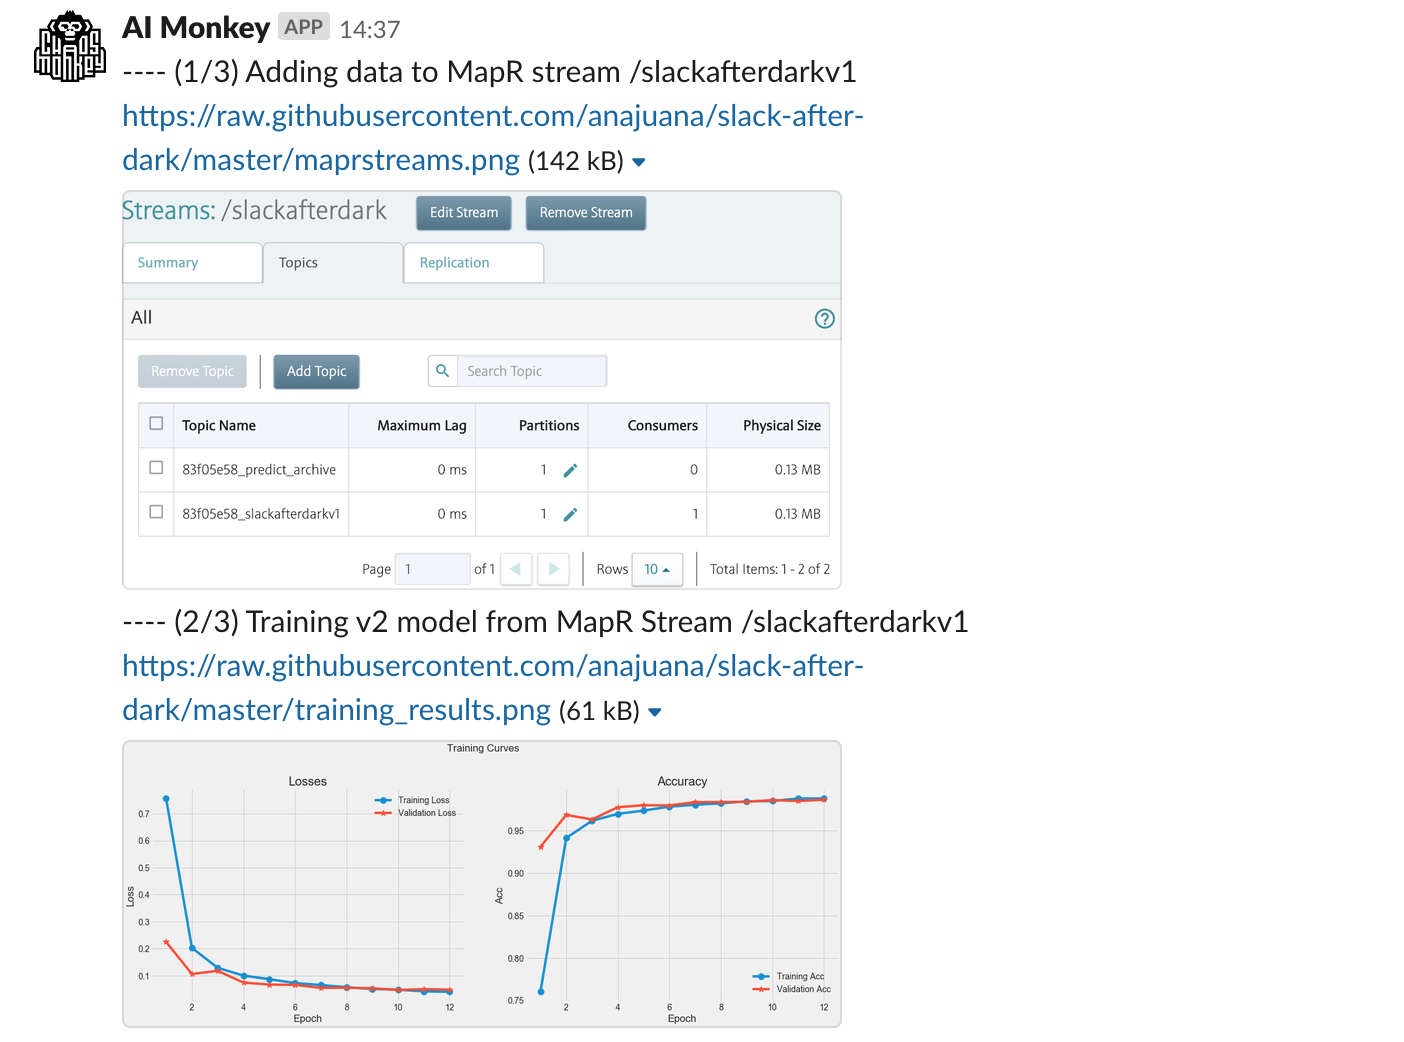 CHAOS
MONKEY
AI Monkey APP 14:37
---- (1/3) Adding data to MapR stream /slackafterdarkv1
https://raw.githubusercontent.com/anajuana/slack-after-
dark/master/maprstreams.png (142 kB)
Streams: /slackafterdark Edit Stream Remove Stream
Summary Topics Replication
All ?
Remove Topic Add Topic Search Topic
Topic Name Maximum Lag Partitions Consumers Physical Size
83f05e58_predict_archive 0 ms 1 0 0.13 MB
83f05e58_slackafterdarkv1 0 ms 1 1 0.13 MB
Page 1 of 1 Rows 10 Total Items: 1 - 2 of 2
---- (2/3) Training v2 model from MapR Stream /slackafterdarkv1
https://raw.githubusercontent.com/anajuana/slack-after-
dark/master/training_results.png (61 kB)
Training Curves
Losses
Training Loss
Validation Loss
0.7
0.6
0.5
0.4
0.3
0.2
0.1
Loss
2 4 6 8 10 12
Epoch
Accuracy
0.95
0.90
0.85
0.80
0.75
Acc
Training Acc
Validation Acc
2 4 6 8 10 12
Epoch